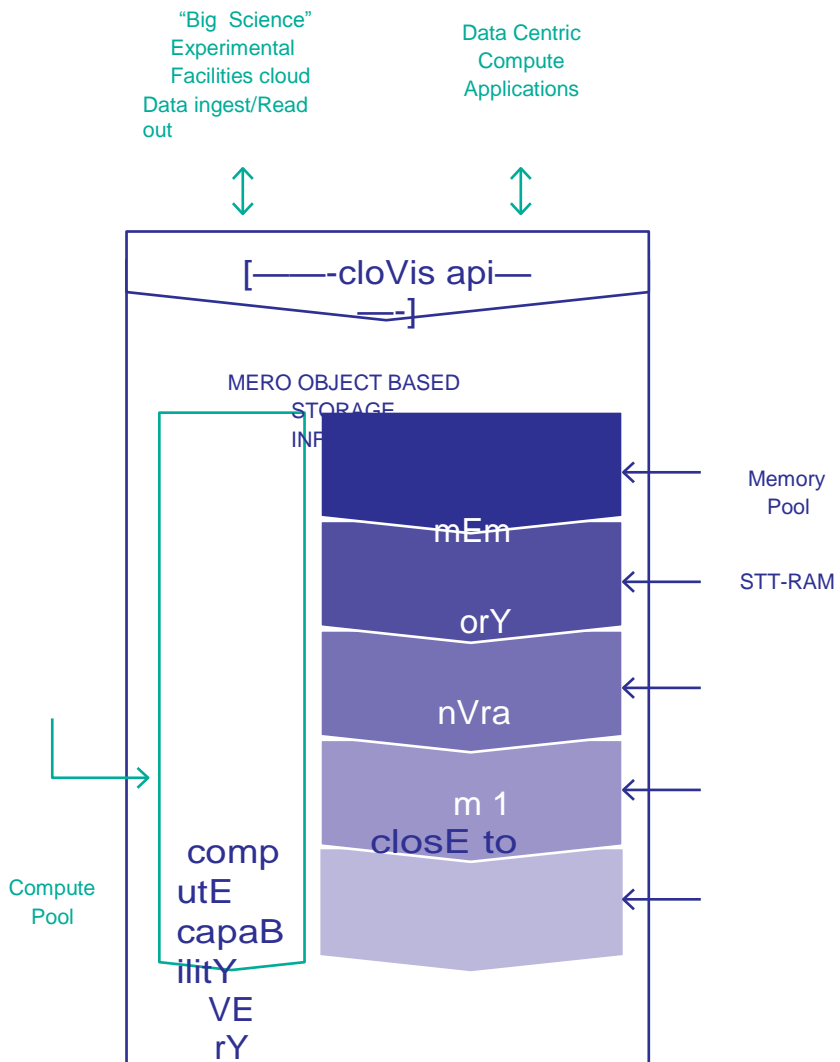 “Big Science”
Experimental
Facilities cloud
Data ingest/Read
out
Data Centric
Compute
Applications
[———-cloVis api—
—-]
MERO OBJECT BASED
STORAGE
INF
mEm
orY
nVra
m 1
closE to
Memory
Pool
STT-RAM
comp
utE
capaB
ilitY
VE
rY
Compute
Pool